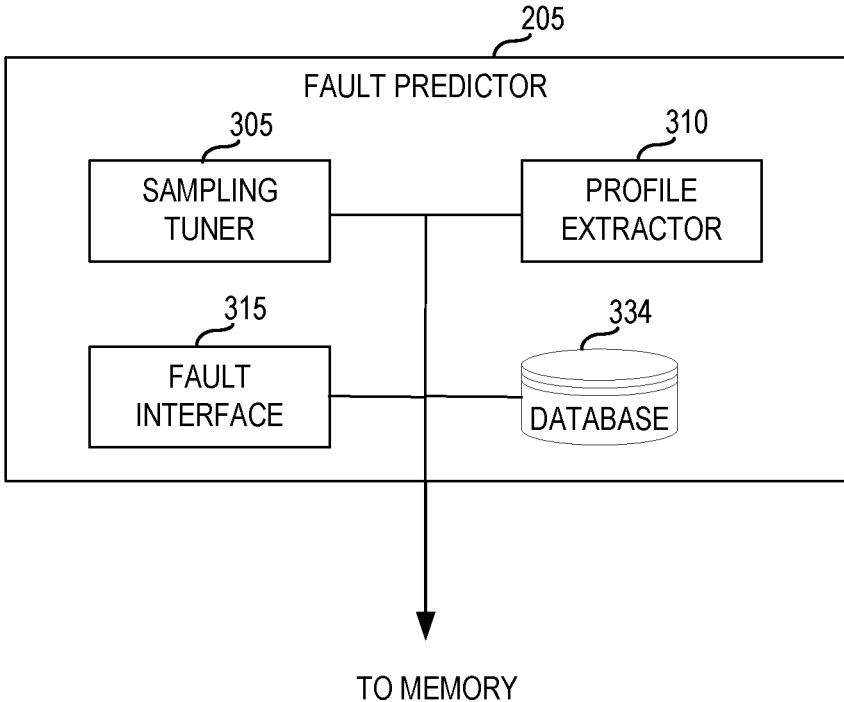 205
FAULT PREDICTOR
305
310
SAMPLING
TUNER
PROFILE
EXTRACTOR
315
334
FAULT
INTERFACE
DATABASE
TO MEMORY